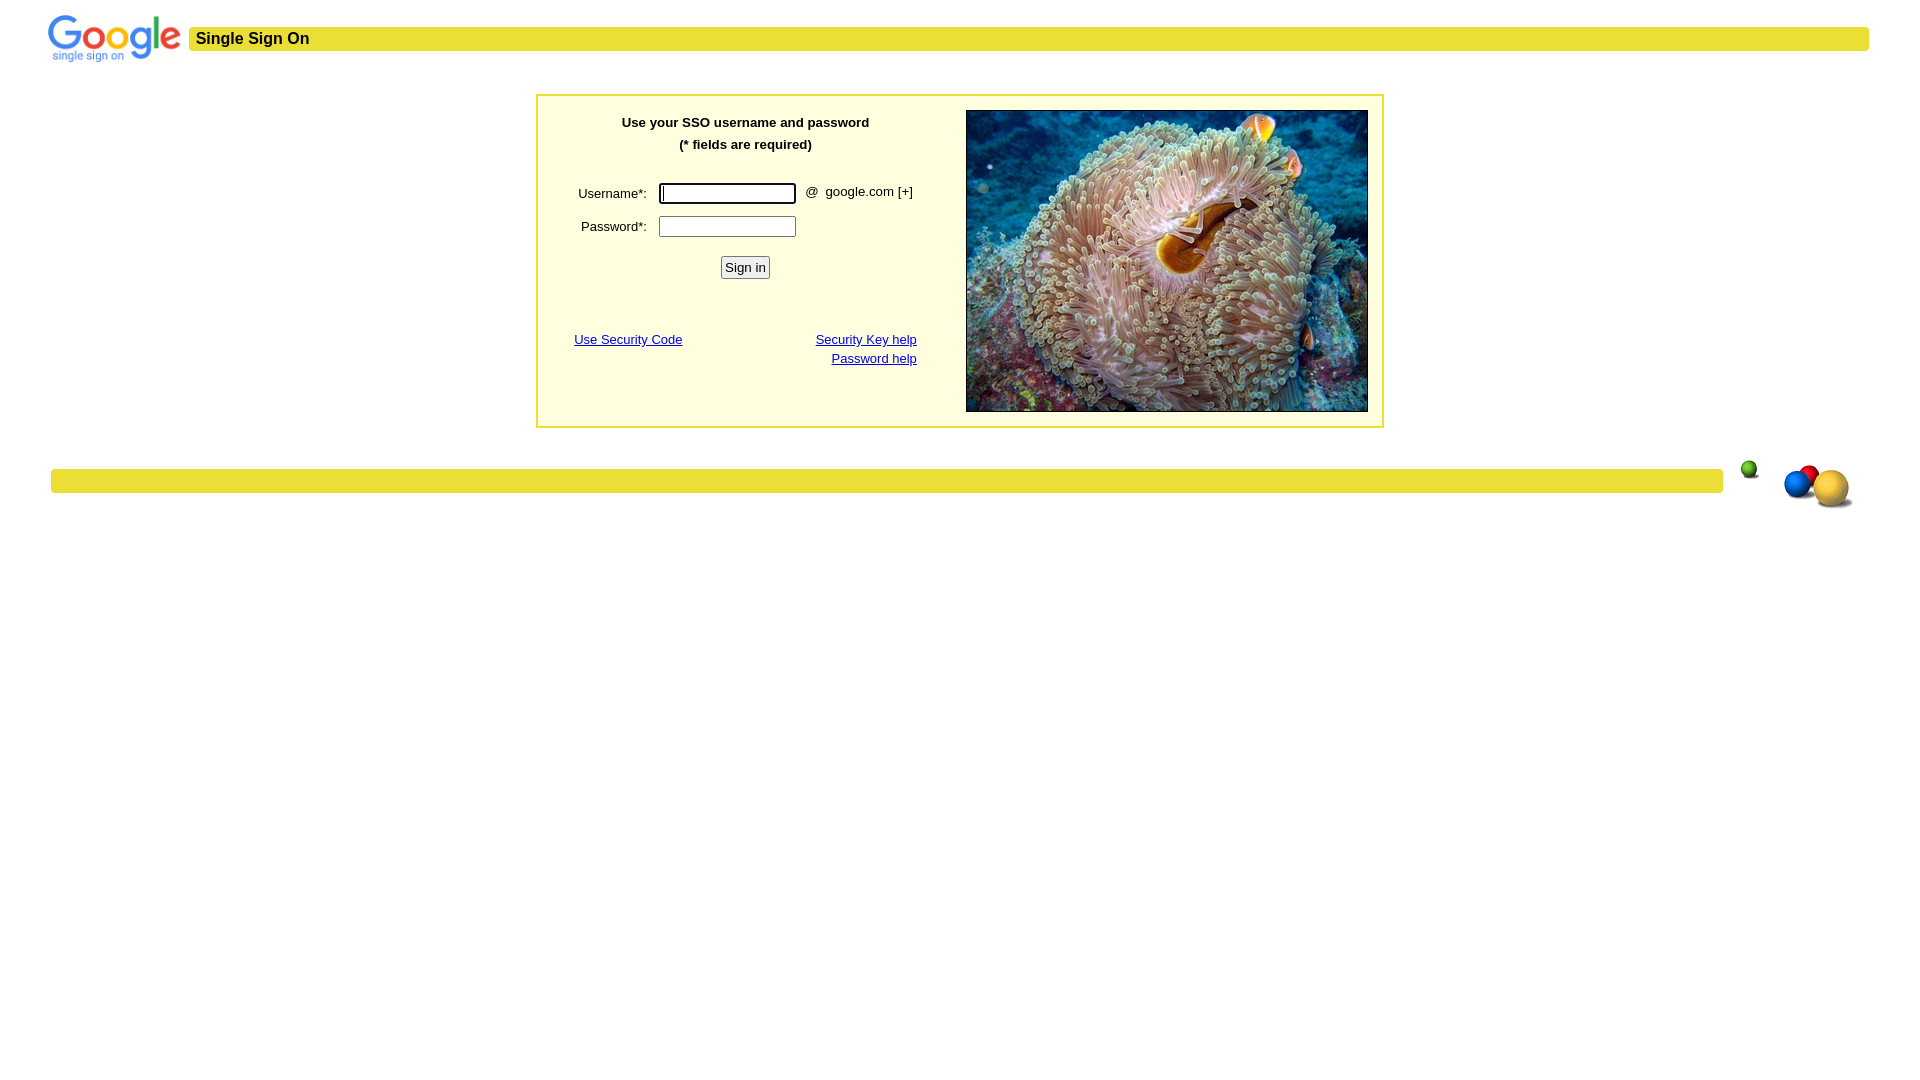 Google
single sign on
Single Sign On
Use your SSO username and password
(* fields are required)
Username*: @ google.com [+]
Password*:
Sign in
Use Security Code
Security Key help
Password help